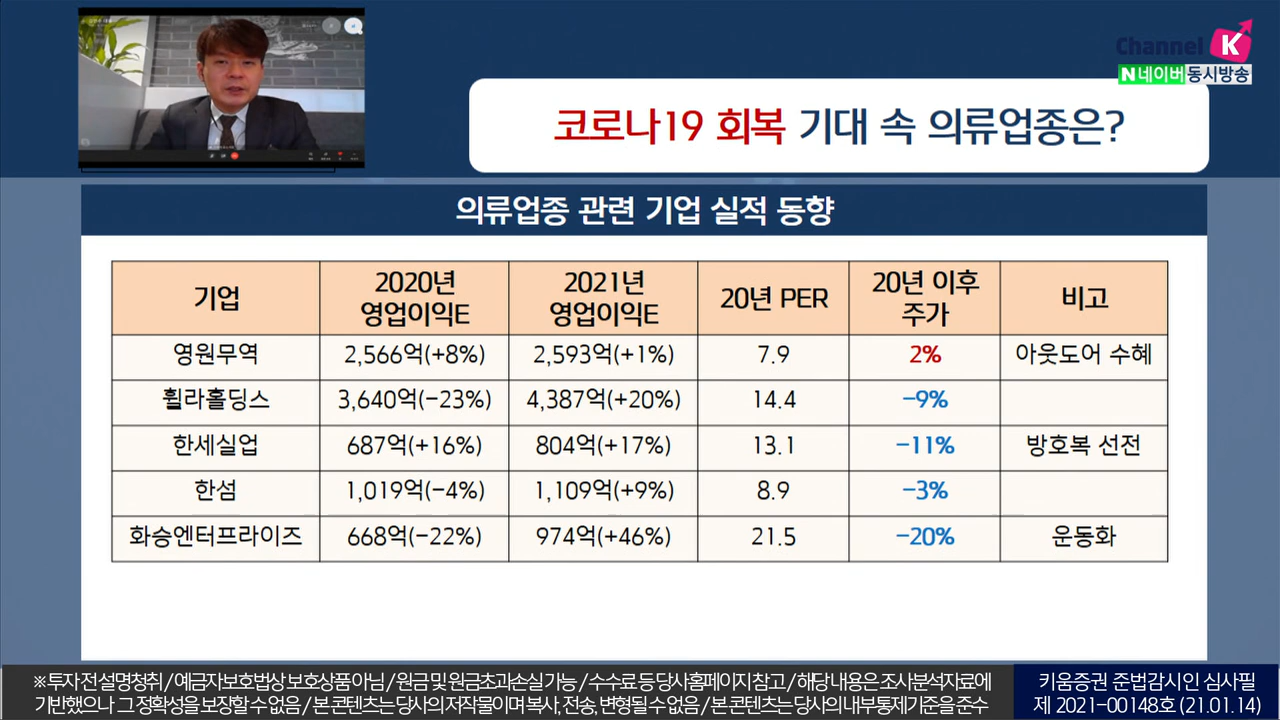 Channel K
N 네이버 동시방송
코로나19 회복 기대 속 의류업종은?
의류업종 관련 기업 실적 동향
기업 2020년 영업이익E 2021년 영업이익E 20년 PER 20년 이후 주가 비고
영원무역 2,566억(+8%) 2,593억(+1%) 7.9 2% 아웃도어 수혜
휠라홀딩스 3,640억(-23%) 4,387억(+20%) 14.4 -9%
한세실업 687억(+16%) 804억(+17%) 13.1 -11% 방호복 선전
한섬 1,019억(-4%) 1,109억(+9%) 8.9 -3%
화승엔터프라이즈 668억(-22%) 974억(+46%) 21.5 -20% 운동화
※ 투자 전 설명청취 / 예금자보호법상 보호상품 아님 / 원금 및 원금초과손실 가능 / 수수료 등 당사홈페이지 참고 / 해당 내용은 조사분석자료에
기반했으나 그 정확성을 보장할 수 없음 / 본 콘텐츠는 당사의 저작물이며 복사, 전송, 변형될 수 없음 / 본 콘텐츠는 당사의 내부통제기준을 준수
키움증권 준법감시인 심사필
제 2021-00148호 (21.01.14)